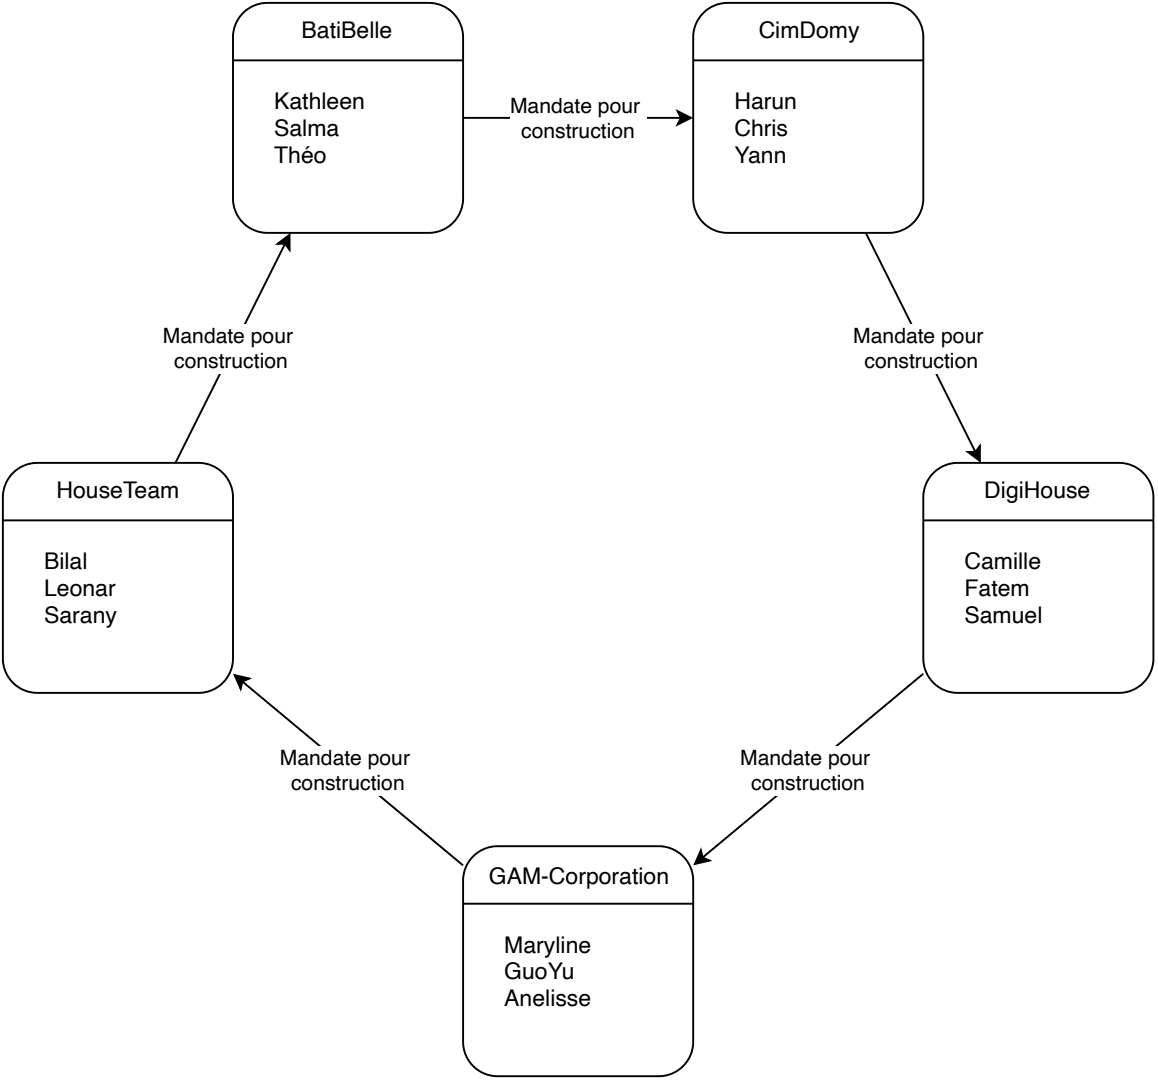 BatiBelle
Kathleen
Salma
Théo
Mandate pour
construction
CimDomy
Harun
Chris
Yann
Mandate pour
construction
Mandate pour
construction
HouseTeam
Bilal
Leonar
Sarany
DigiHouse
Camille
Fatem
Samuel
Mandate pour
construction
Mandate pour
construction
GAM-Corporation
Maryline
GuoYu
Anelisse